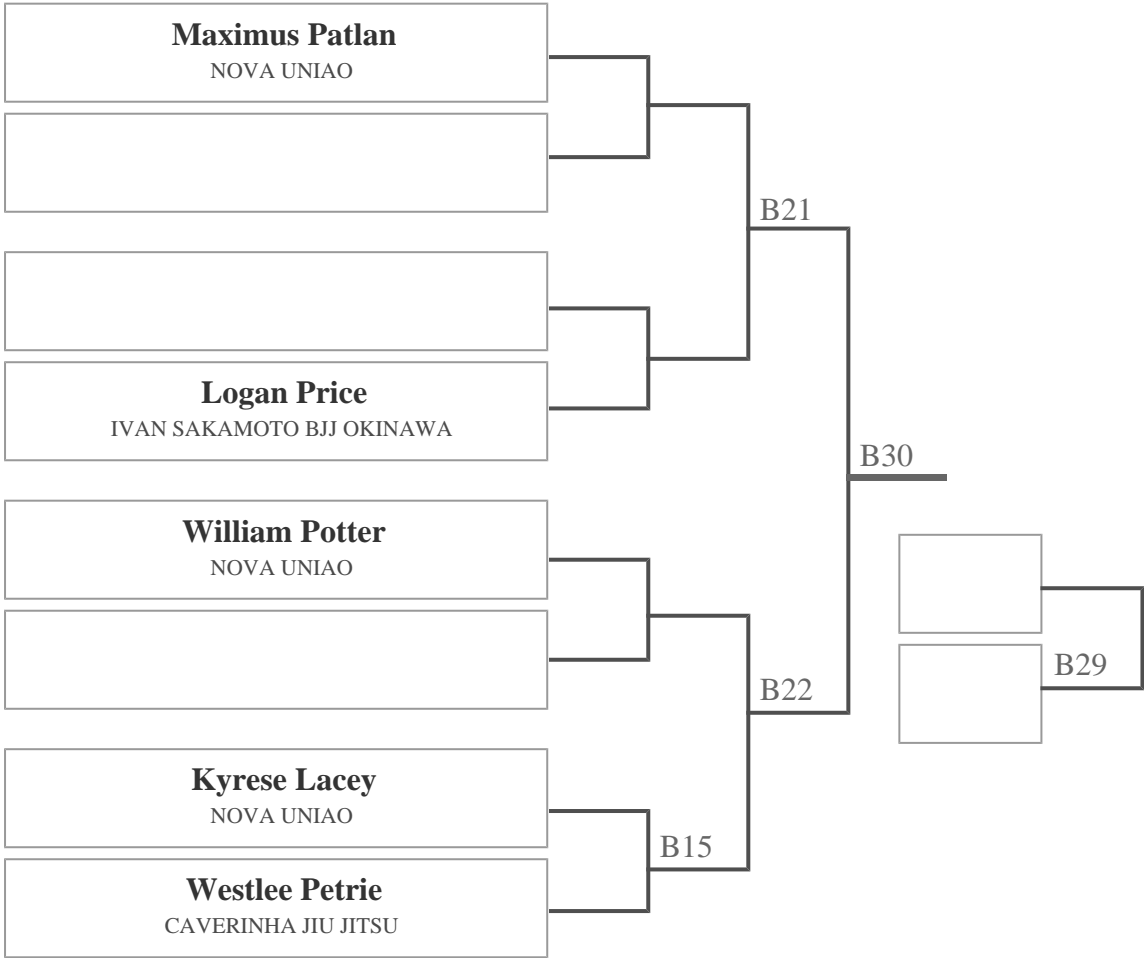 Maximus Patlan
NOVA UNIAO
B21
Logan Price
IVAN SAKAMOTO BJJ OKINAWA
B30
William Potter
NOVA UNIAO
B29
B22
Kyrese Lacey
NOVA UNIAO
B15
Westlee Petrie
CAVERINHA JIU JITSU